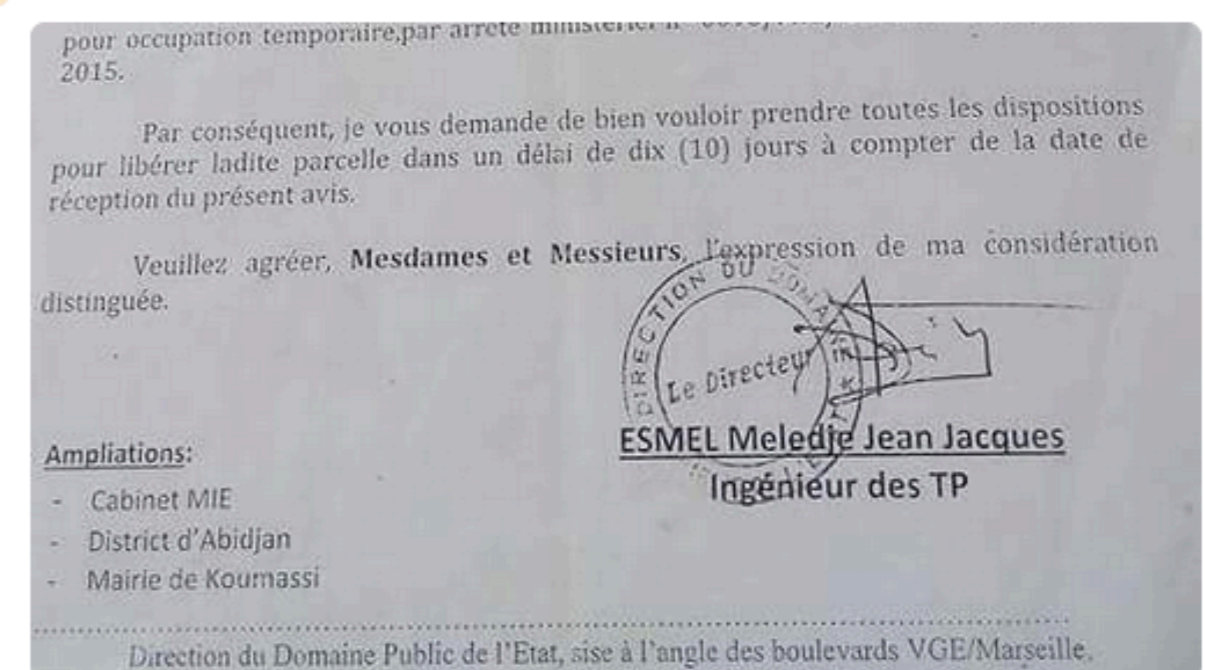 pour occupation temporaire,par arrêté ministériel n°
2015.
Par conséquent, je vous demande de bien vouloir prendre toutes les dispositions
pour libérer ladite parcelle dans un délai de dix (10) jours à compter de la date de
réception du présent avis.
Veuillez agréer, Mesdames et Messieurs, l'expression de ma considération
distinguée.
DIRECTION DU DOMAINE
Le Directeur
ESMEL Meledje Jean Jacques
Ingénieur des TP
Ampliations:
- Cabinet MIE
- District d'Abidjan
- Mairie de Koumassi
Direction du Domaine Public de l'Etat, sise à l'angle des boulevards VGE/Marseille,